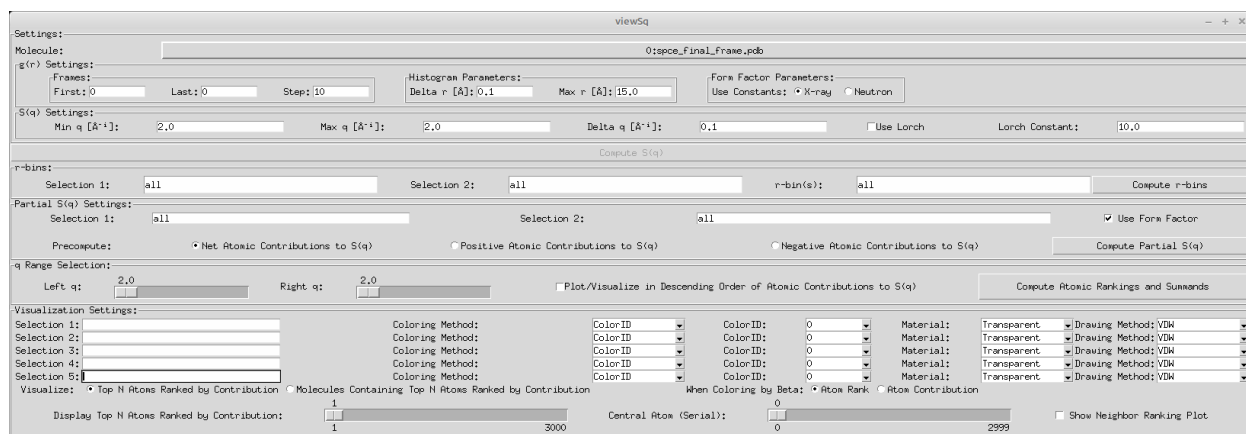 viewSq
Settings:
Molecule: 0:spce_final_frame.pdb
g(r) Settings:
Frames: Histogram Parameters: Form Factor Parameters:
First: 0 Last: 0 Step: 10 Delta r [Å]: 0.1 Max r [Å]: 15.0 Use Constants: X-ray Neutron
S(q) Settings:
Min q [Å⁻¹]: 2.0 Max q [Å⁻¹]: 2.0 Delta q [Å⁻¹]: 0.1 Use Lorch Lorch Constant: 10.0
Compute S(q)
r-bins:
Selection 1: all Selection 2: all r-bin(s): all Compute r-bins
Partial S(q) Settings:
Selection 1: all Selection 2: all Use Form Factor
Precompute: Net Atomic Contributions to S(q) Positive Atomic Contributions to S(q) Negative Atomic Contributions to S(q) Compute Partial S(q)
q Range Selection:
2.0 2.0
Left q: Right q: Plot/Visualize in Descending Order of Atomic Contributions to S(q) Compute Atomic Rankings and Summands
Visualization Settings:
Selection 1: Coloring Method: ColorID ColorID: 0 Material: Transparent Drawing Method: VDW
Selection 2: Coloring Method: ColorID ColorID: 0 Material: Transparent Drawing Method: VDW
Selection 3: Coloring Method: ColorID ColorID: 0 Material: Transparent Drawing Method: VDW
Selection 4: Coloring Method: ColorID ColorID: 0 Material: Transparent Drawing Method: VDW
Selection 5: Coloring Method: ColorID ColorID: 0 Material: Transparent Drawing Method: VDW
Visualize: Top N Atoms Ranked by Contribution Molecules Containing Top N Atoms Ranked by Contribution When Coloring by Beta: Atom Rank Atom Contribution
1 0
Display Top N Atoms Ranked by Contribution: Central Atom (Serial): Show Neighbor Ranking Plot
1 3000 0 2999